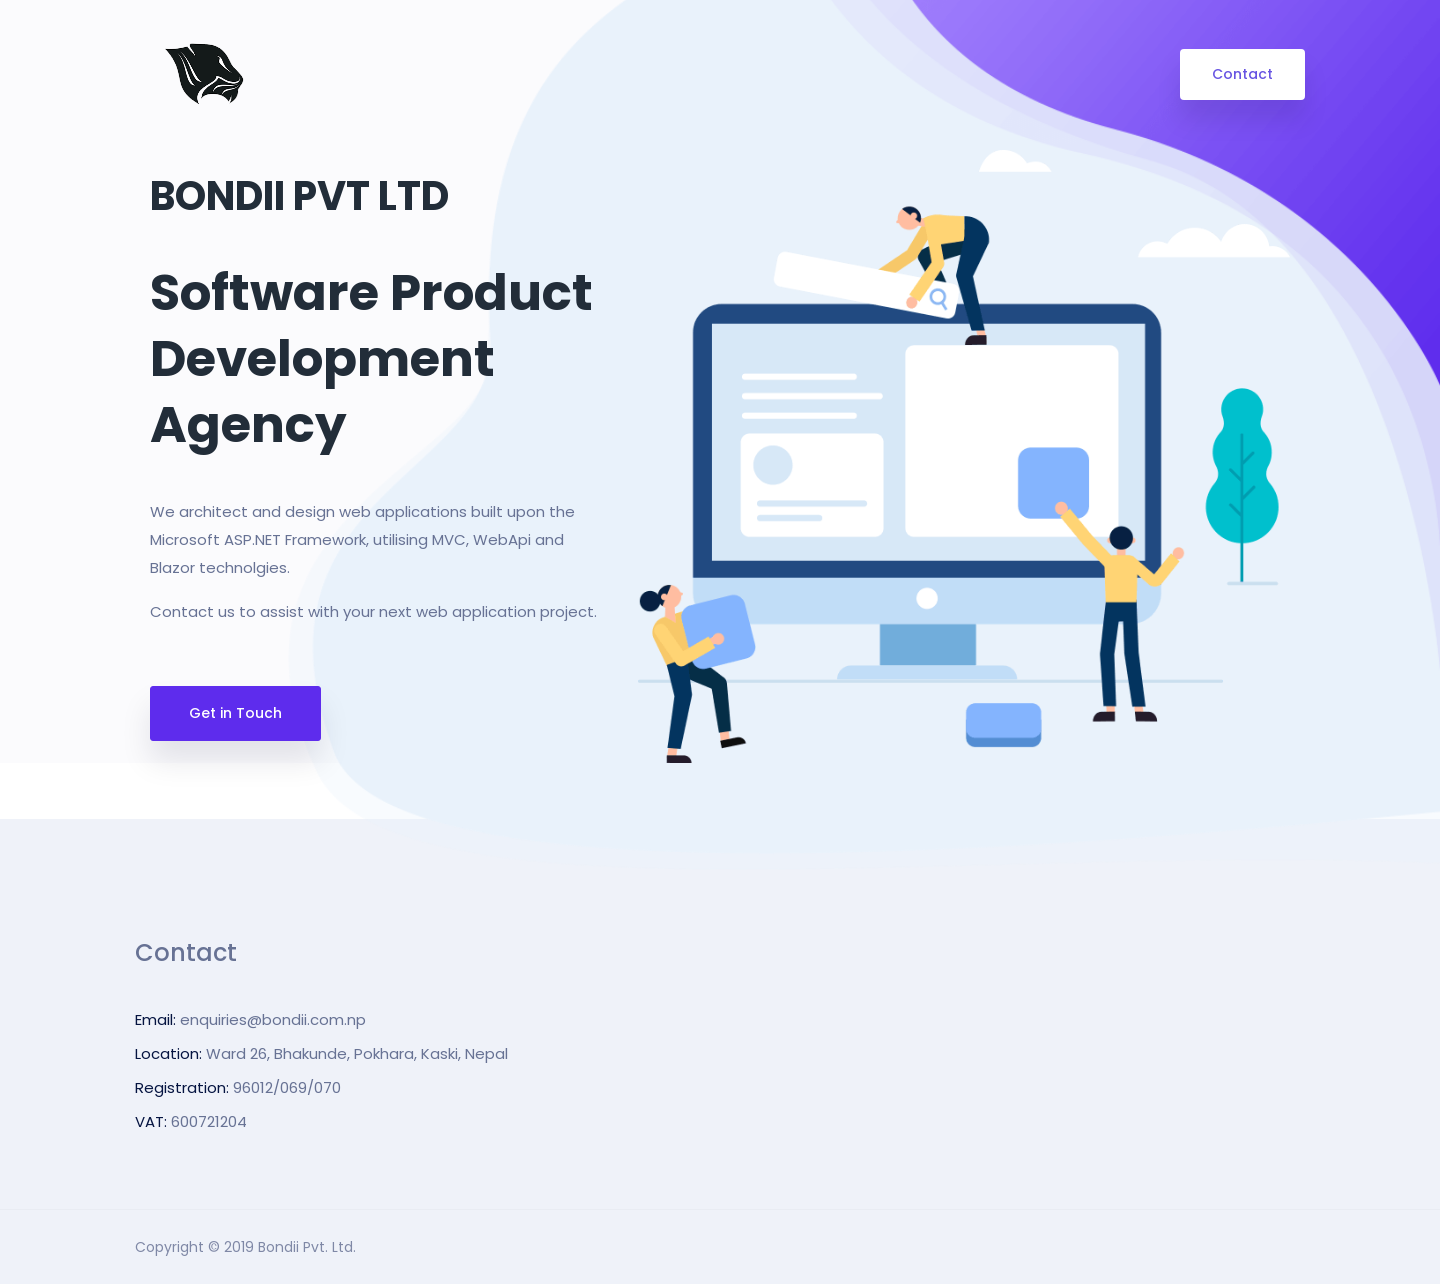 Contact
BONDII PVT LTD
Software Product
Development
Agency
We architect and design web applications built upon the
Microsoft ASP.NET Framework, utilising MVC, WebApi and
Blazor technolgies.
Contact us to assist with your next web application project.
Get in Touch
Contact
Email: enquiries@bondii.com.np
Location: Ward 26, Bhakunde, Pokhara, Kaski, Nepal
Registration: 96012/069/070
VAT: 600721204
Copyright © 2019 Bondii Pvt. Ltd.